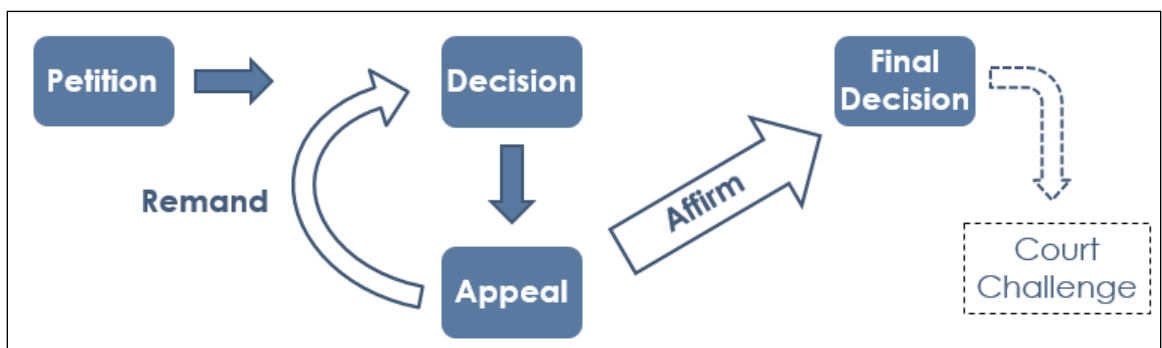 Petition
Decision
Final
Decision
Remand
Affirm
Appeal
Court
Challenge